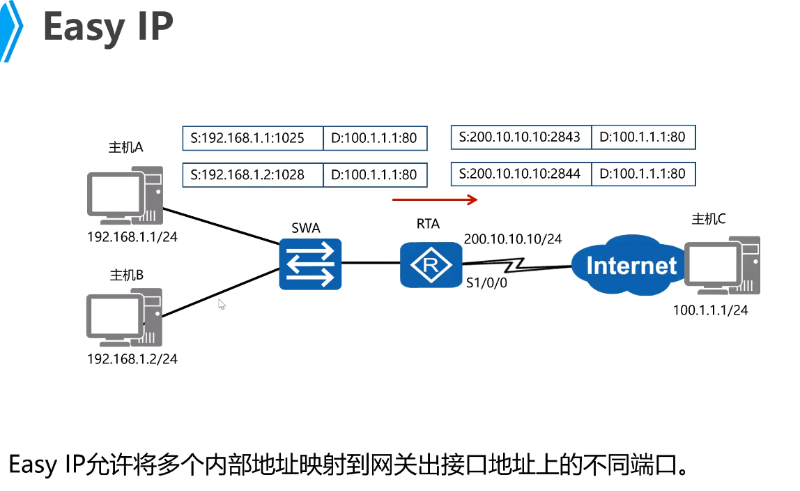 Easy IP
S:192.168.1.1:1025 D:100.1.1.1:80
S:200.10.10.10:2843 D:100.1.1.1:80
主机A
S:192.168.1.2:1028 D:100.1.1.1:80
S:200.10.10.10:2844 D:100.1.1.1:80
192.168.1.1/24
SWA
RTA
主机C
200.10.10.10/24
R
Internet
S1/0/0
主机B
100.1.1.1/24
192.168.1.2/24
Easy IP允许将多个内部地址映射到网关出接口地址上的不同端口。